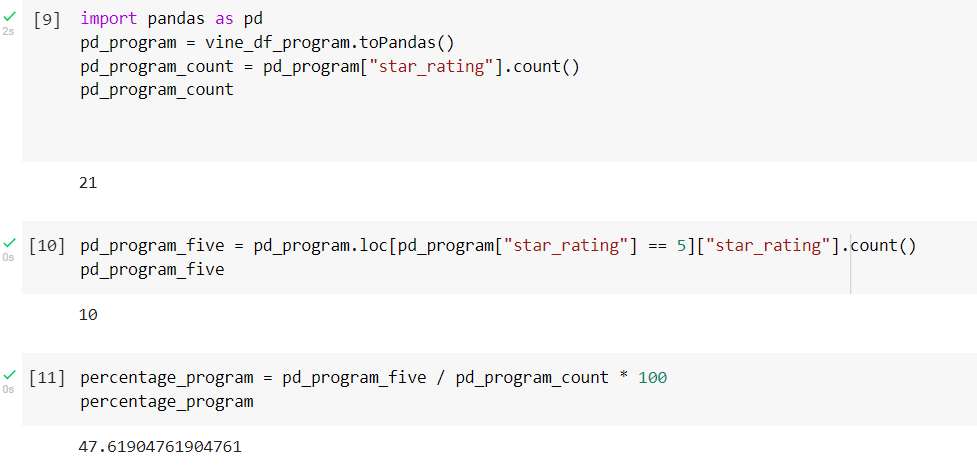 [9] import pandas as pd
2s
pd_program = vine_df_program.toPandas()
pd_program_count = pd_program["star_rating"].count()
pd_program_count
21
[10] pd_program_five = pd_program.loc[pd_program["star_rating"] == 5]["star_rating"].count()
0s
pd_program_five
10
[11] percentage_program = pd_program_five / pd_program_count * 100
0s
percentage_program
47.61904761904761